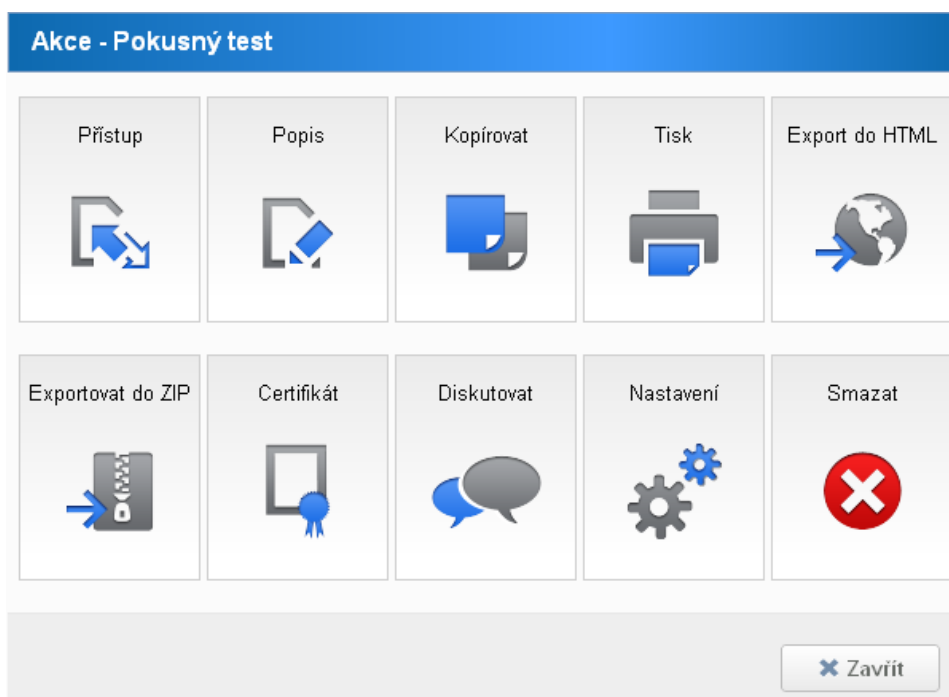 Akce - Pokusný test
Přístup
Popis
Kopírovat
Tisk
Export do HTML
Exportovat do ZIP
Certifikát
Diskutovat
Nastavení
Smazat
Zavřít